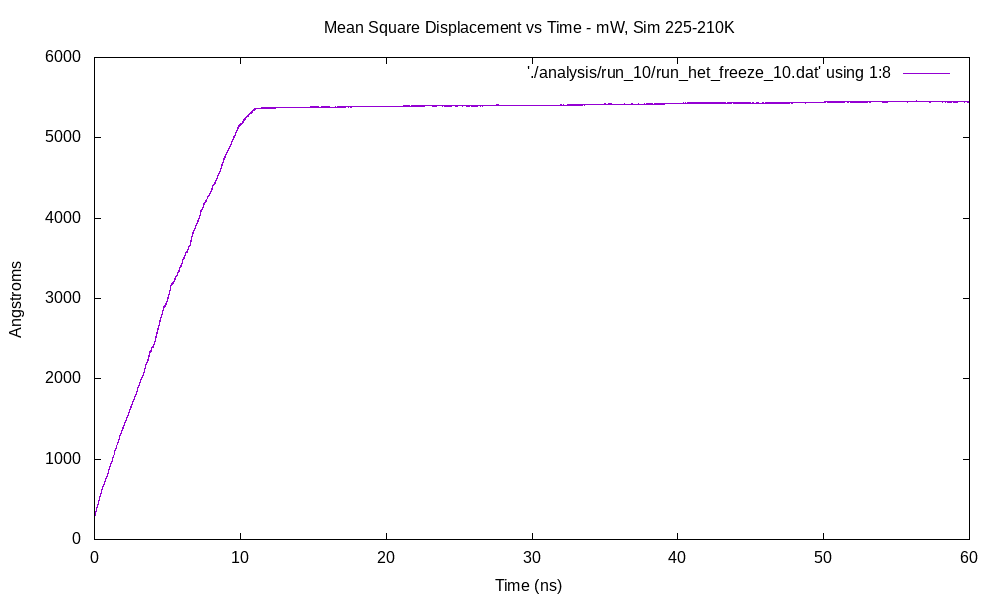 Mean Square Displacement vs Time - mW, Sim 225-210K
'./analysis/run_10/run_het_freeze_10.dat' using 1:8
6000
5000
4000
3000
2000
1000
0
Angstroms
0 10 20 30 40 50 60
Time (ns)